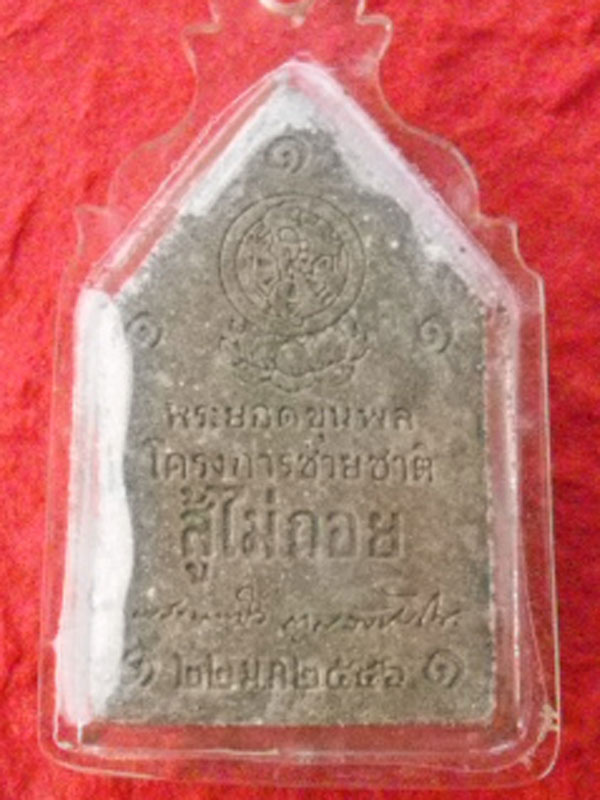 ๑
๑ ๑
พระยอดขุนพล
โครงการช่วยชาติ
สู้ไม่ถอย
๑ ๒๒ ม.ค ๒๕๕๖ ๑